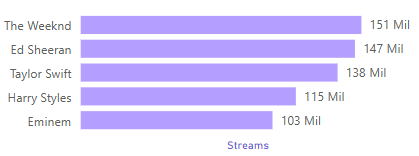 The Weeknd 151 Mil
Ed Sheeran 147 Mil
Taylor Swift 138 Mil
Harry Styles 115 Mil
Eminem 103 Mil
Streams